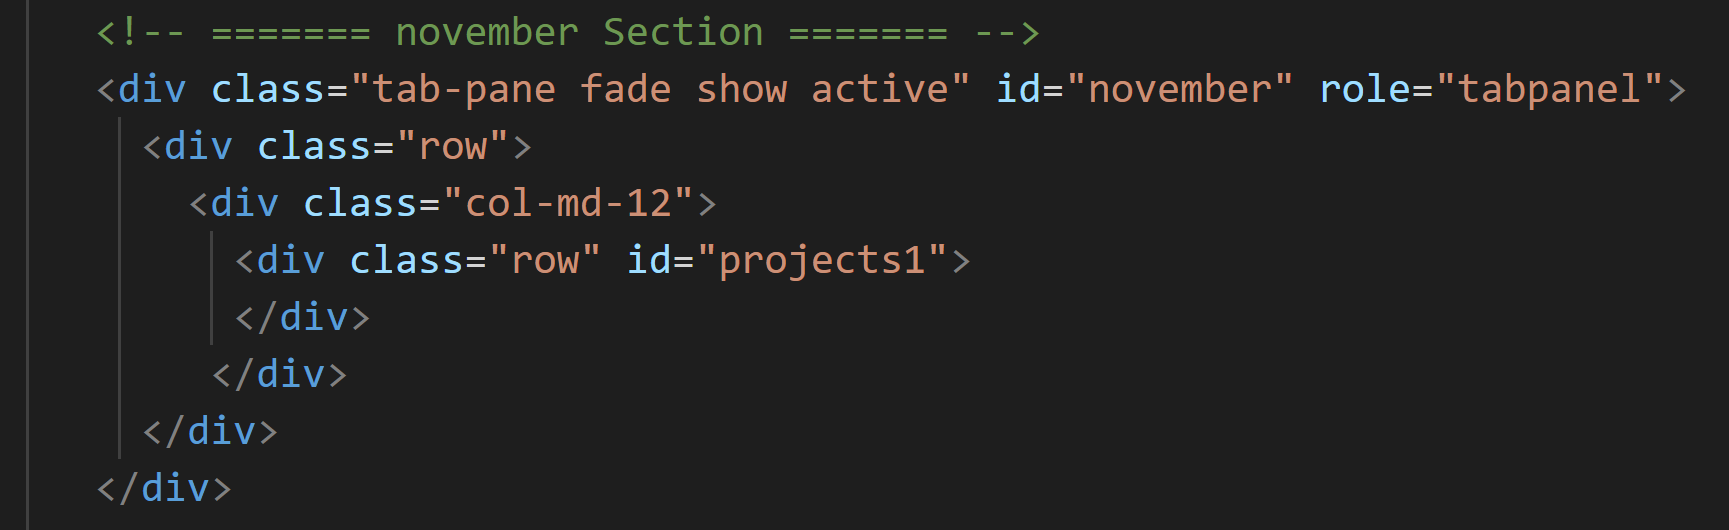 <!-- ======= november Section ======= -->
<div class="tab-pane fade show active" id="november" role="tabpanel">
  <div class="row">
    <div class="col-md-12">
      <div class="row" id="projects1">
      </div>
     </div>
  </div>
</div>